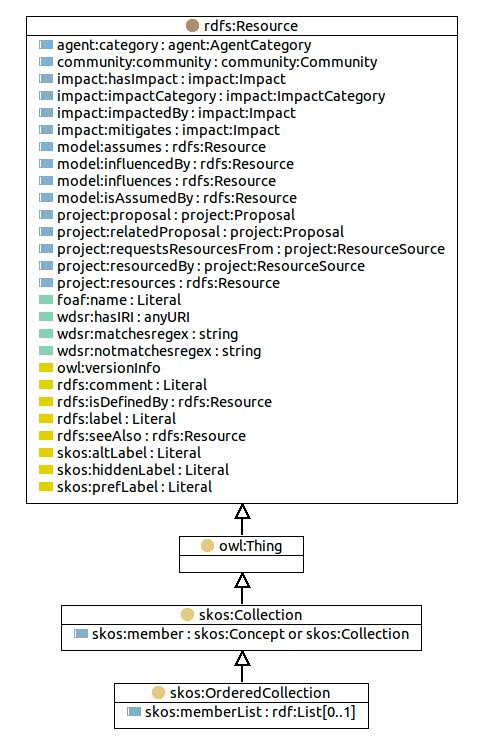 rdfs:Resource
agent:category : agent:AgentCategory
community:community : community:Community
impact:hasImpact : impact:Impact
impact:impactCategory : impact:ImpactCategory
impact:impactedBy : impact:Impact
impact:mitigates : impact:Impact
model:assumes : rdfs:Resource
model:influencedBy : rdfs:Resource
model:influences : rdfs:Resource
model:isAssumedBy : rdfs:Resource
project:proposal : project:Proposal
project:relatedProposal : project:Proposal
project:requestsResourcesFrom : project:ResourceSource
project:resourcedBy : project:ResourceSource
project:resources : rdfs:Resource
foaf:name : Literal
wdsr:hasIRI : anyURI
wdsr:matchesregex : string
wdsr:notmatchesregex : string
owl:versionInfo
rdfs:comment : Literal
rdfs:isDefinedBy : rdfs:Resource
rdfs:label : Literal
rdfs:seeAlso : rdfs:Resource
skos:altLabel : Literal
skos:hiddenLabel : Literal
skos:prefLabel : Literal
owl:Thing
skos:Collection
skos:member : skos:Concept or skos:Collection
skos:OrderedCollection
skos:memberList : rdf:List[0..1]